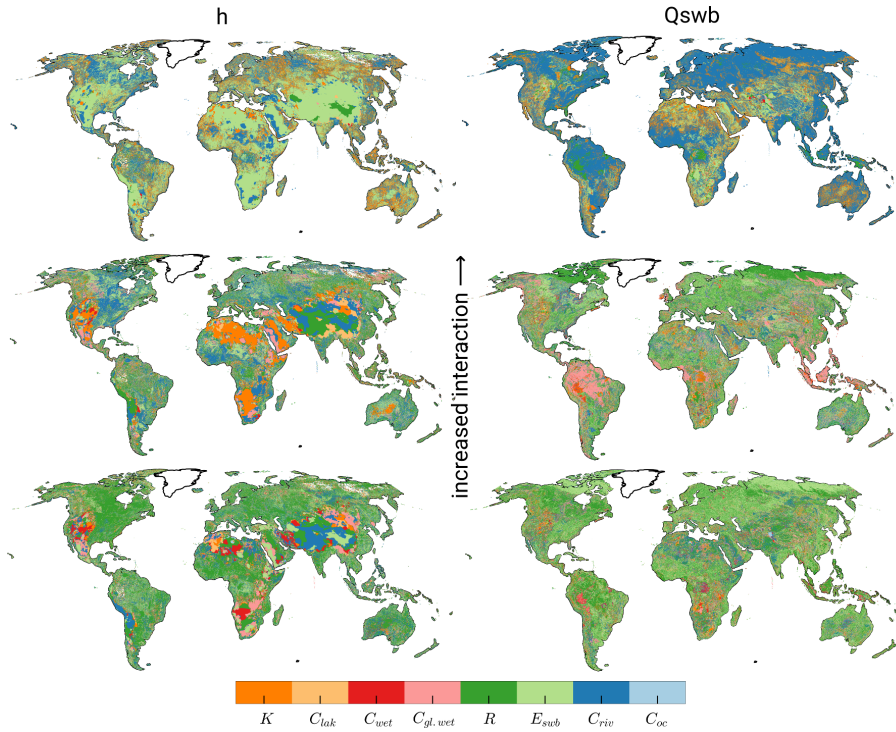 h
Qswb
increased interaction →
K C_lak C_wet C_gl.wet R E_swb C_riv C_oc